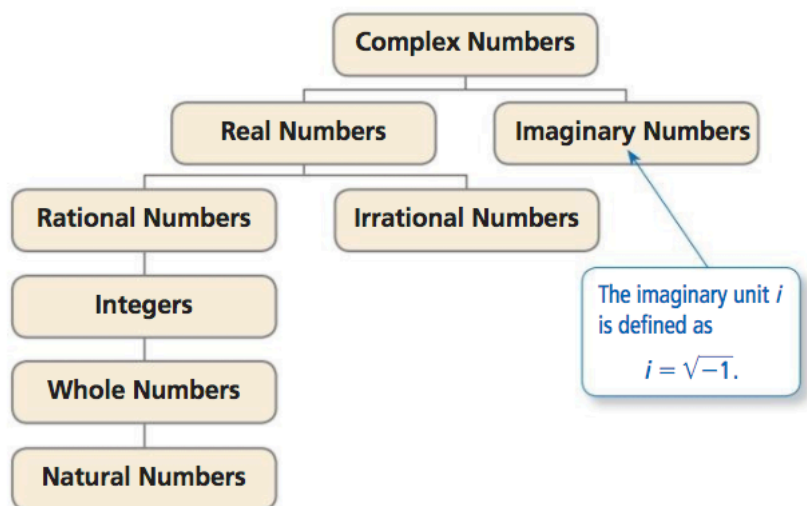 Complex Numbers
Real Numbers
Imaginary Numbers
Rational Numbers
Irrational Numbers
Integers
Whole Numbers
Natural Numbers
The imaginary unit i
is defined as
i = √−1.